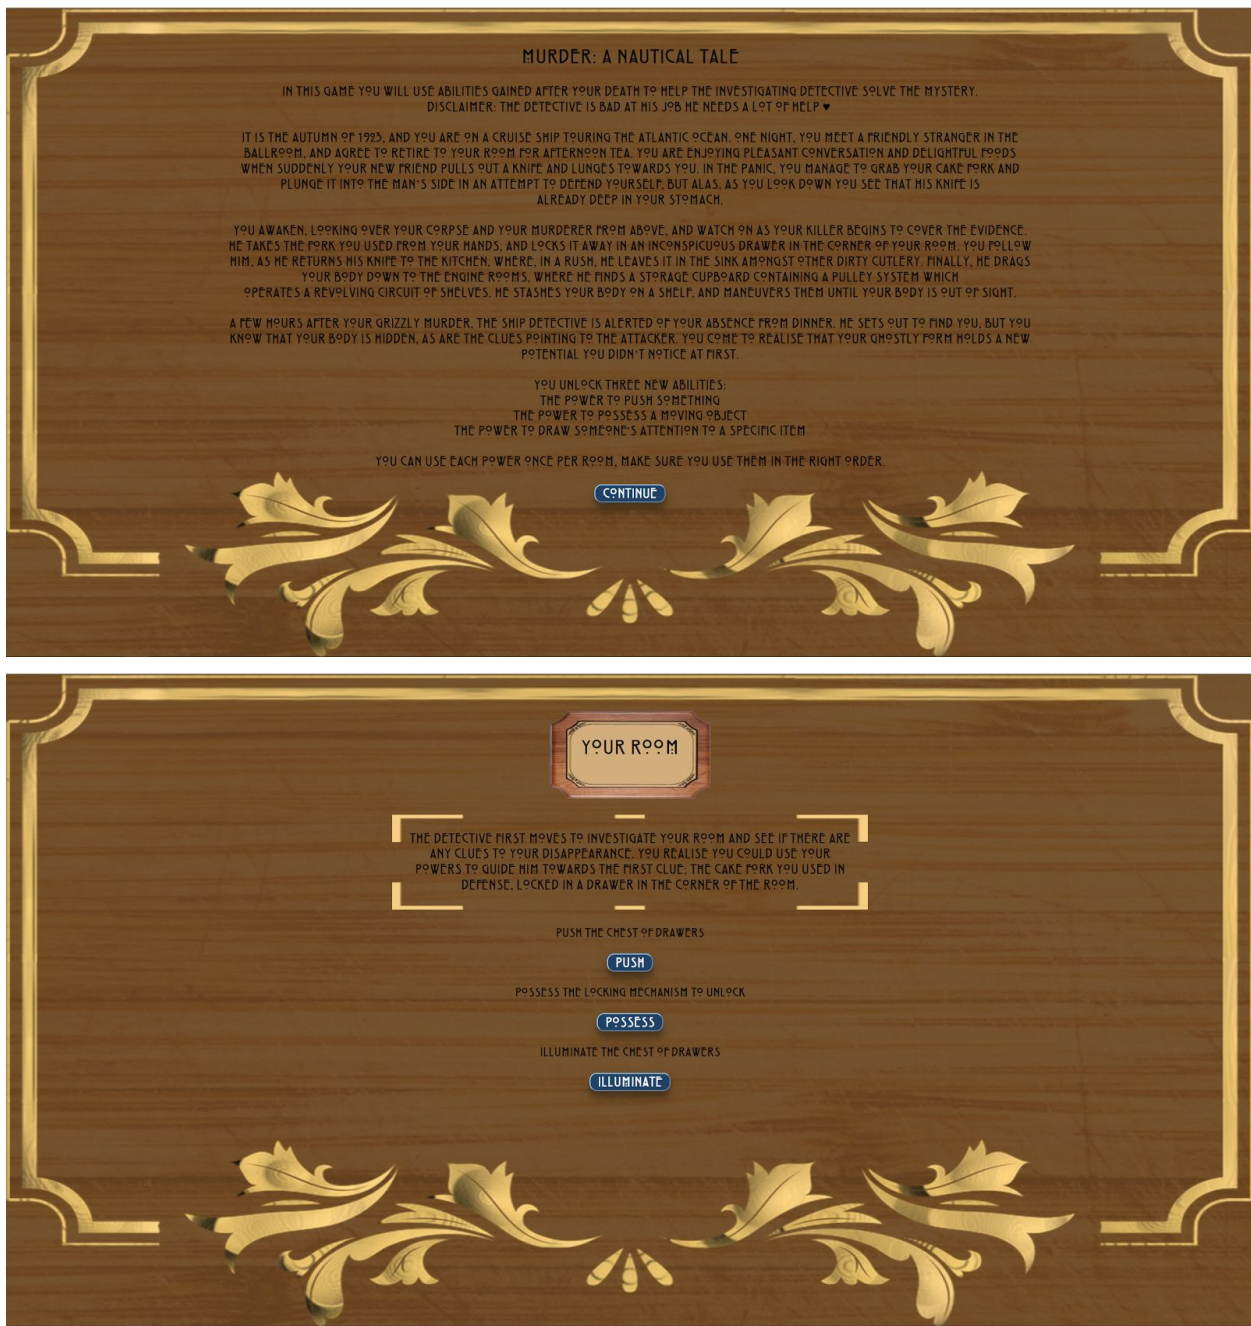 MURDER: A NAUTICAL TALE
IN THIS GAME YOU WILL USE ABILITIES GAINED AFTER YOUR DEATH TO HELP THE INVESTIGATING DETECTIVE SOLVE THE MYSTERY.
DISCLAIMER: THE DETECTIVE IS BAD AT HIS JOB HE NEEDS A LOT OF HELP ♥
IT IS THE AUTUMN OF 1923, AND YOU ARE ON A CRUISE SHIP TOURING THE ATLANTIC OCEAN. ONE NIGHT, YOU MEET A FRIENDLY STRANGER IN THE
BALLROOM, AND AGREE TO RETIRE TO YOUR ROOM FOR AFTERNOON TEA. YOU ARE ENJOYING PLEASANT CONVERSATION AND DELIGHTFUL FOODS
WHEN SUDDENLY YOUR NEW FRIEND PULLS OUT A KNIFE AND LUNGES TOWARDS YOU. IN THE PANIC, YOU MANAGE TO GRAB YOUR CAKE FORK AND
PLUNGE IT INTO THE MAN'S SIDE IN AN ATTEMPT TO DEFEND YOURSELF, BUT ALAS, AS YOU LOOK DOWN YOU SEE THAT HIS KNIFE IS
ALREADY DEEP IN YOUR STOMACH.
YOU AWAKEN, LOOKING OVER YOUR CORPSE AND YOUR MURDERER FROM ABOVE, AND WATCH ON AS YOUR KILLER BEGINS TO COVER THE EVIDENCE.
HE TAKES THE FORK YOU USED FROM YOUR HANDS, AND LOCKS IT AWAY IN AN INCONSPICUOUS DRAWER IN THE CORNER OF YOUR ROOM. YOU FOLLOW
HIM, AS HE RETURNS HIS KNIFE TO THE KITCHEN, WHERE, IN A RUSH, HE LEAVES IT IN THE SINK AMONGST OTHER DIRTY CUTLERY. FINALLY, HE DRAGS
YOUR BODY DOWN TO THE ENGINE ROOMS, WHERE HE FINDS A STORAGE CUPBOARD CONTAINING A PULLEY SYSTEM WHICH
OPERATES A REVOLVING CIRCUIT OF SHELVES. HE STASHES YOUR BODY ON A SHELF, AND MANEUVERS THEM UNTIL YOUR BODY IS OUT OF SIGHT.
A FEW HOURS AFTER YOUR GRIZZLY MURDER, THE SHIP DETECTIVE IS ALERTED OF YOUR ABSENCE FROM DINNER. HE SETS OUT TO FIND YOU, BUT YOU
KNOW THAT YOUR BODY IS HIDDEN, AS ARE THE CLUES POINTING TO THE ATTACKER. YOU COME TO REALISE THAT YOUR GHOSTLY FORM HOLDS A NEW
POTENTIAL YOU DIDN'T NOTICE AT FIRST.
YOU UNLOCK THREE NEW ABILITIES:
THE POWER TO PUSH SOMETHING
THE POWER TO POSSESS A MOVING OBJECT
THE POWER TO DRAW SOMEONE'S ATTENTION TO A SPECIFIC ITEM
YOU CAN USE EACH POWER ONCE PER ROOM, MAKE SURE YOU USE THEM IN THE RIGHT ORDER.
CONTINUE
YOUR ROOM
THE DETECTIVE FIRST MOVES TO INVESTIGATE YOUR ROOM AND SEE IF THERE ARE
ANY CLUES TO YOUR DISAPPEARANCE. YOU REALISE YOU COULD USE YOUR
POWERS TO GUIDE HIM TOWARDS THE FIRST CLUE; THE CAKE FORK YOU USED IN
DEFENSE, LOCKED IN A DRAWER IN THE CORNER OF THE ROOM.
PUSH THE CHEST OF DRAWERS
PUSH
POSSESS THE LOCKING MECHANISM TO UNLOCK
POSSESS
ILLUMINATE THE CHEST OF DRAWERS
ILLUMINATE